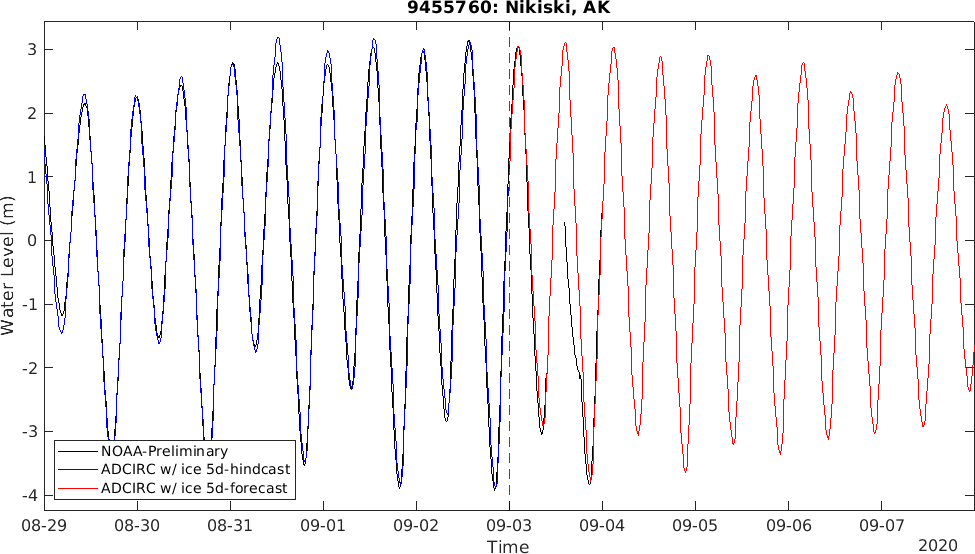 9455760: Nikiski, AK
3
2
1
0
-1
-2
-3
-4
Water Level (m)
NOAA-Preliminary
ADCIRC w/ ice 5d-hindcast
ADCIRC w/ ice 5d-forecast
08-29 08-30 08-31 09-01 09-02 09-03 09-04 09-05 09-06 09-07
Time
2020